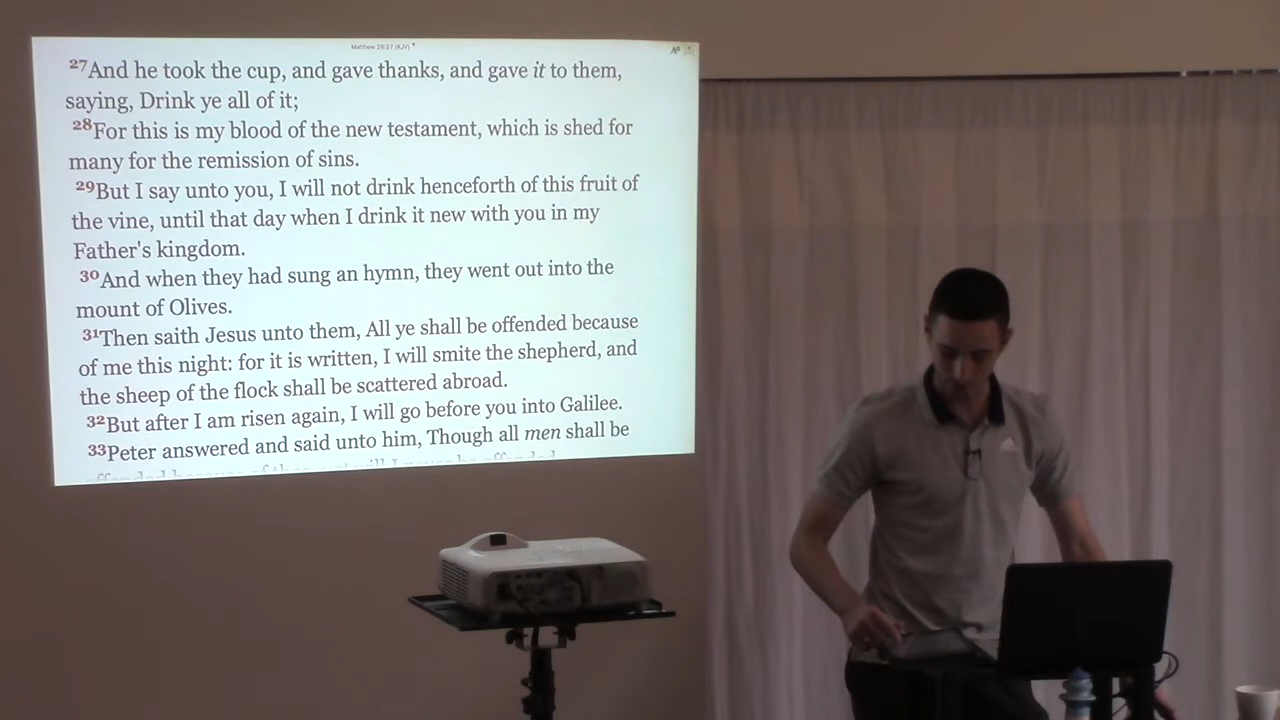 Matthew 26:27 (KJV)
27And he took the cup, and gave thanks, and gave it to them,
saying, Drink ye all of it;
28For this is my blood of the new testament, which is shed for
many for the remission of sins.
29But I say unto you, I will not drink henceforth of this fruit of
the vine, until that day when I drink it new with you in my
Father's kingdom.
30And when they had sung an hymn, they went out into the
mount of Olives.
31Then saith Jesus unto them, All ye shall be offended because
of me this night: for it is written, I will smite the shepherd, and
the sheep of the flock shall be scattered abroad.
32But after I am risen again, I will go before you into Galilee.
33Peter answered and said unto him, Though all men shall be